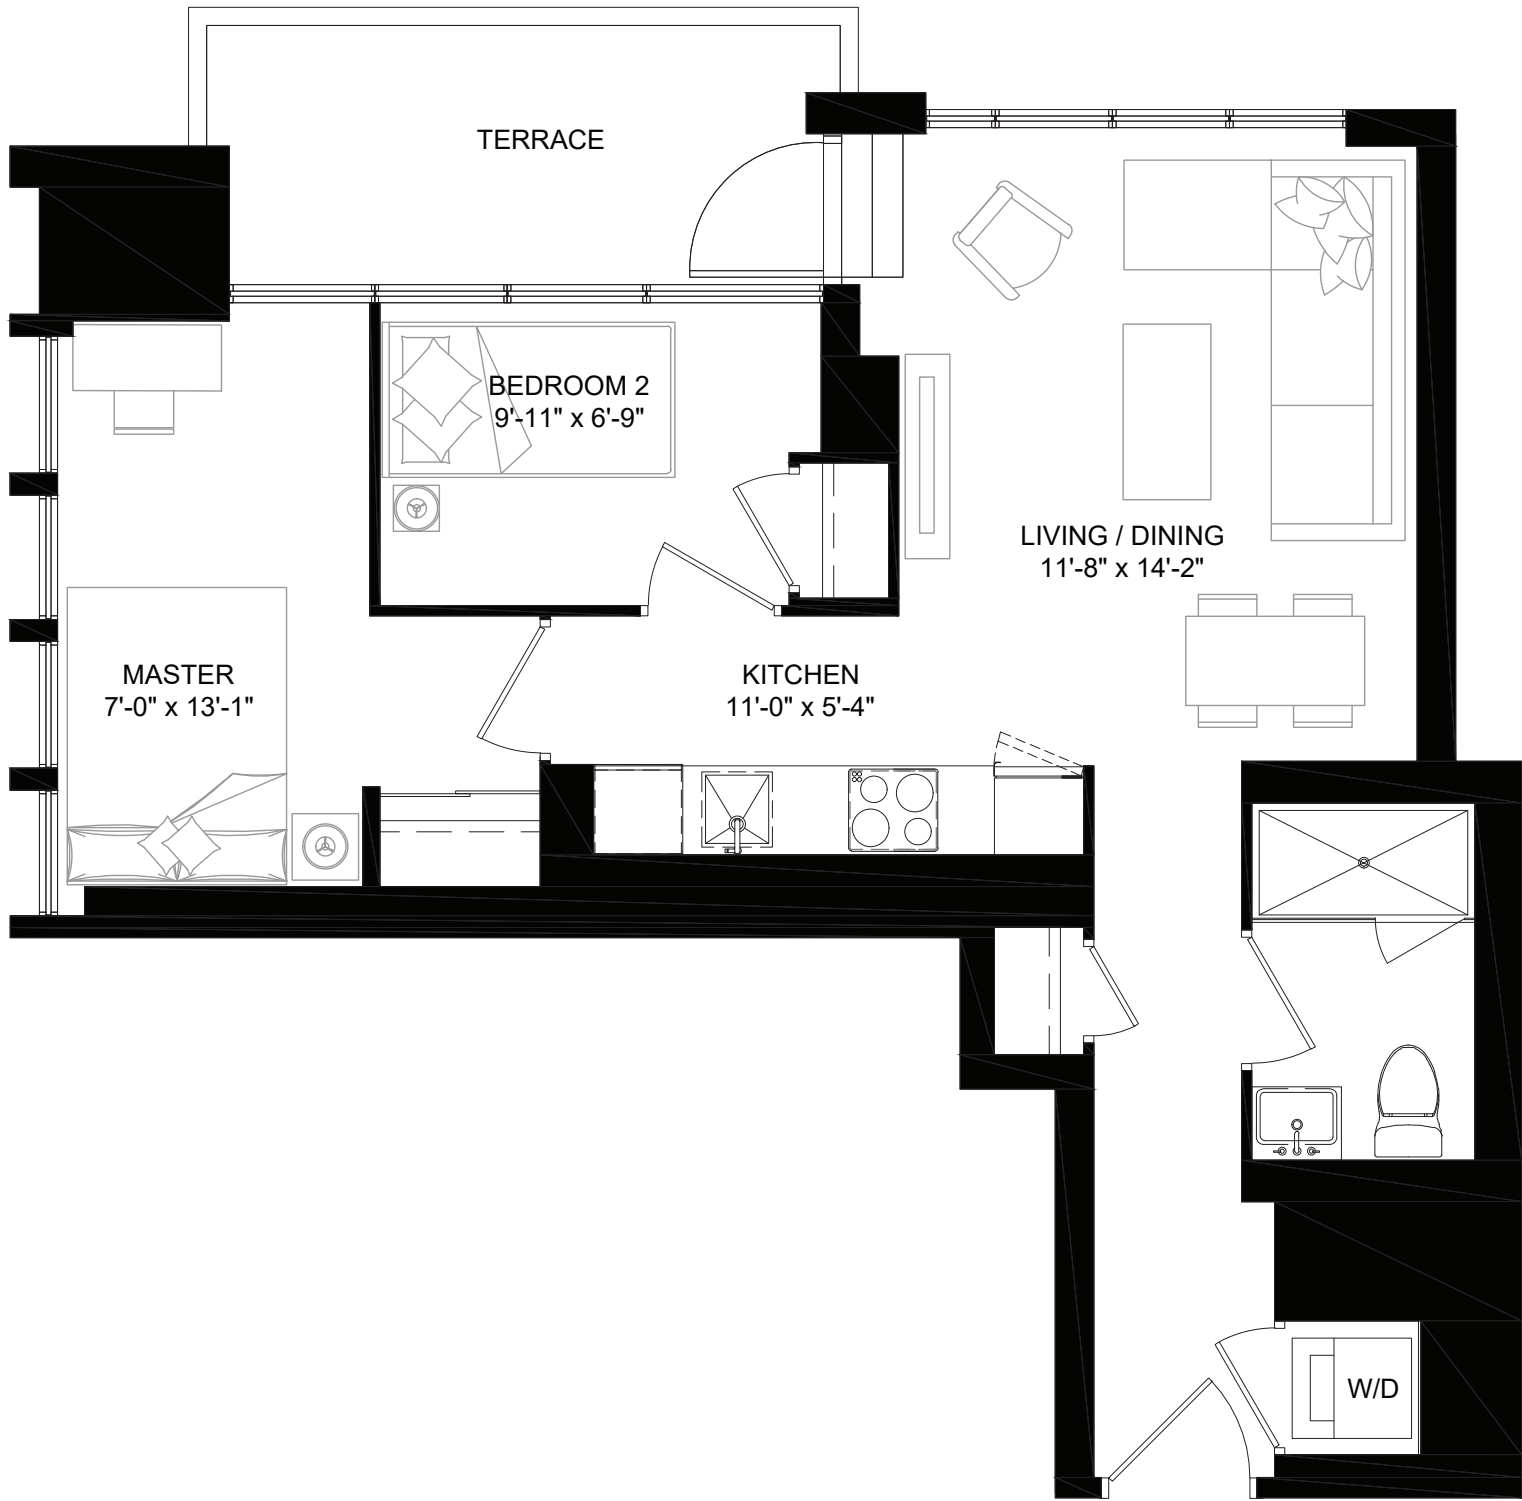 TERRACE
BEDROOM 2
9'-11" x 6'-9"
LIVING / DINING
11'-8" x 14'-2"
MASTER
7'-0" x 13'-1"
KITCHEN
11'-0" x 5'-4"
W/D